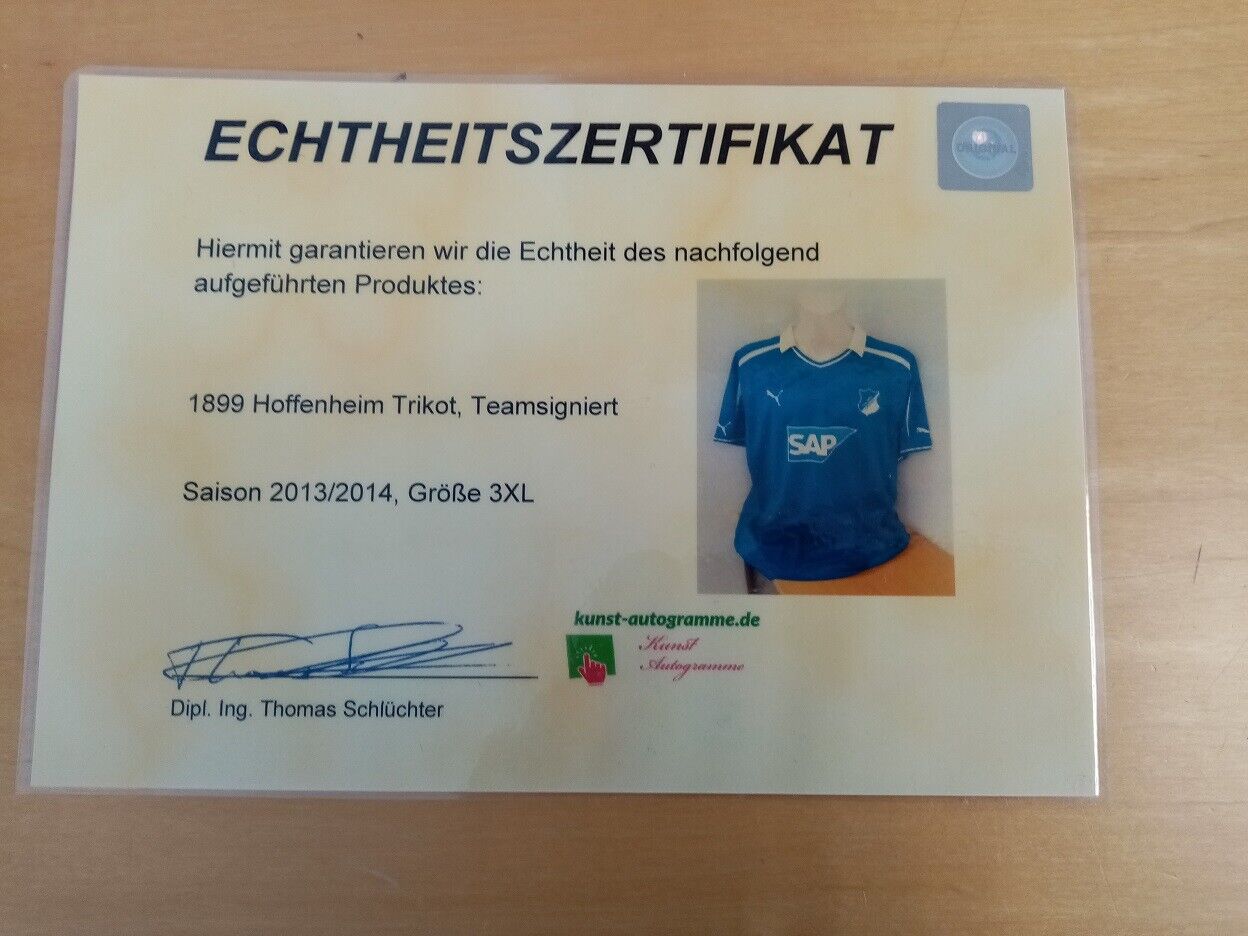 ECHTHEITSZERTIFIKAT
ORIGINAL
Hiermit garantieren wir die Echtheit des nachfolgend
aufgeführten Produktes:
1899 Hoffenheim Trikot, Teamsigniert
SAP
Saison 2013/2014, Größe 3XL
kunst-autogramme.de
Kunst
Autogramme
Dipl. Ing. Thomas Schlüchter